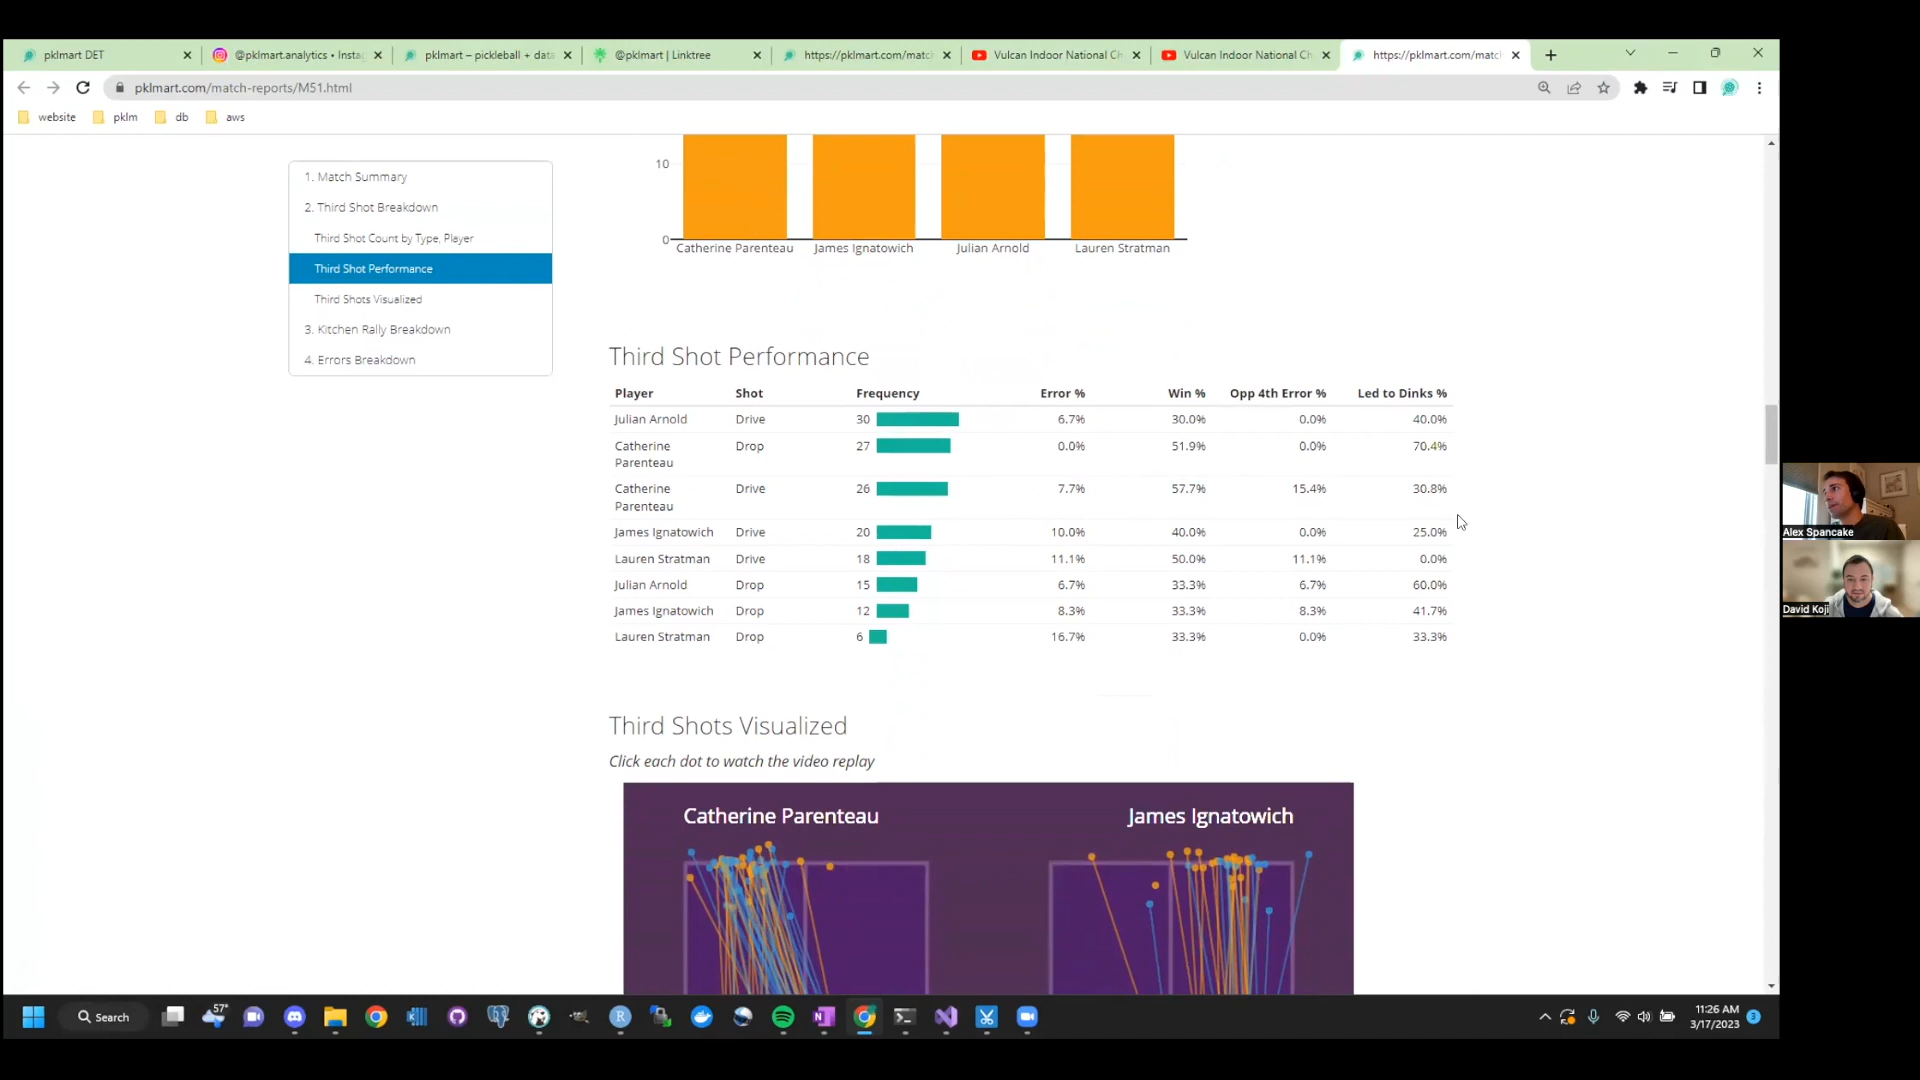 pklmart DET
@pklmart.analytics • Insta
pklmart – pickleball + data
@pklmart | Linktree
https://pklmart.com/matc
Vulcan Indoor National Ch
Vulcan Indoor National Ch
https://pklmart.com/matc
pklmart.com/match-reports/M51.html
website
pklm
db
aws
1. Match Summary
2. Third Shot Breakdown
Third Shot Count by Type, Player
Third Shot Performance
Third Shots Visualized
3. Kitchen Rally Breakdown
4. Errors Breakdown
10
0
Catherine Parenteau James Ignatowich Julian Arnold Lauren Stratman
Third Shot Performance
Player Shot Frequency Error % Win % Opp 4th Error % Led to Dinks %
Julian Arnold Drive 30 6.7% 30.0% 0.0% 40.0%
Catherine Drop 27 0.0% 51.9% 0.0% 70.4%
Parenteau
Catherine Drive 26 7.7% 57.7% 15.4% 30.8%
Parenteau
James Ignatowich Drive 20 10.0% 40.0% 0.0% 25.0%
Lauren Stratman Drive 18 11.1% 50.0% 11.1% 0.0%
Julian Arnold Drop 15 6.7% 33.3% 6.7% 60.0%
James Ignatowich Drop 12 8.3% 33.3% 8.3% 41.7%
Lauren Stratman Drop 6 16.7% 33.3% 0.0% 33.3%
Third Shots Visualized
Click each dot to watch the video replay
Catherine Parenteau
James Ignatowich
Alex Spancake
David Koji
Search
57°
11:26 AM
3/17/2023
3